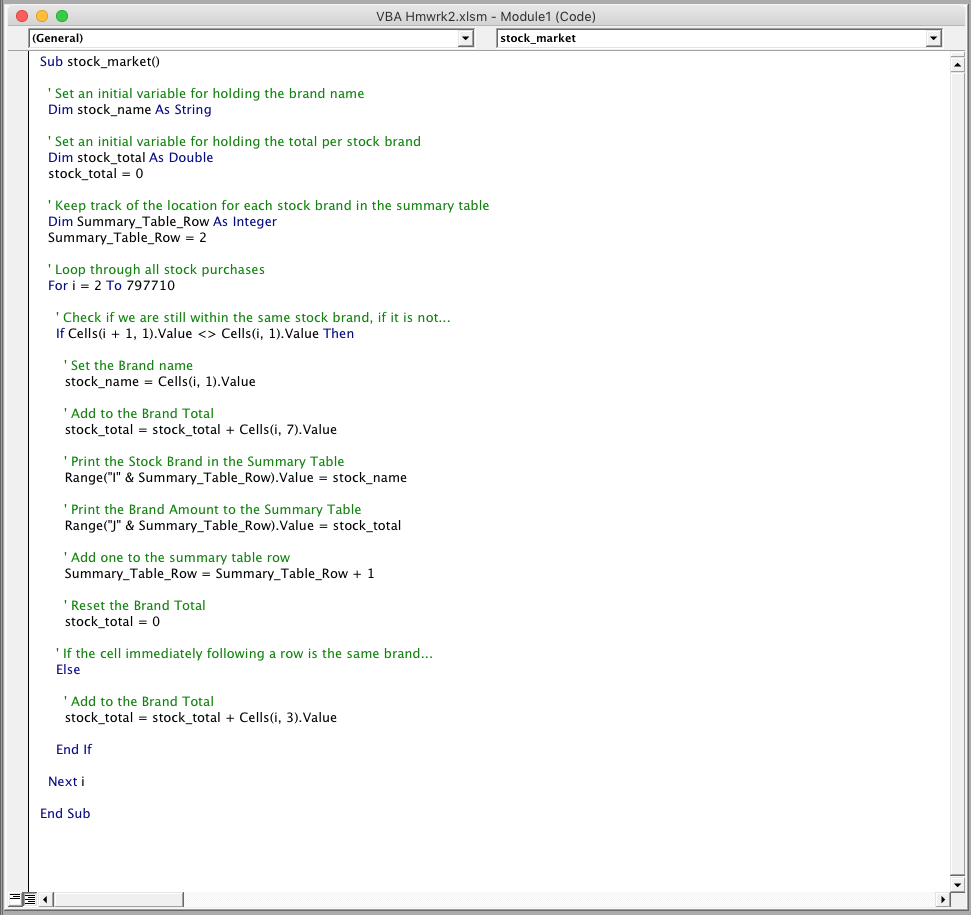 VBA Hmwrk2.xlsm - Module1 (Code)
(General) stock_market
Sub stock_market()
' Set an initial variable for holding the brand name
Dim stock_name As String
' Set an initial variable for holding the total per stock brand
Dim stock_total As Double
stock_total = 0
' Keep track of the location for each stock brand in the summary table
Dim Summary_Table_Row As Integer
Summary_Table_Row = 2
' Loop through all stock purchases
For i = 2 To 797710
' Check if we are still within the same stock brand, if it is not...
If Cells(i + 1, 1).Value <> Cells(i, 1).Value Then
' Set the Brand name
stock_name = Cells(i, 1).Value
' Add to the Brand Total
stock_total = stock_total + Cells(i, 7).Value
' Print the Stock Brand in the Summary Table
Range("I" & Summary_Table_Row).Value = stock_name
' Print the Brand Amount to the Summary Table
Range("J" & Summary_Table_Row).Value = stock_total
' Add one to the summary table row
Summary_Table_Row = Summary_Table_Row + 1
' Reset the Brand Total
stock_total = 0
' If the cell immediately following a row is the same brand...
Else
' Add to the Brand Total
stock_total = stock_total + Cells(i, 3).Value
End If
Next i
End Sub